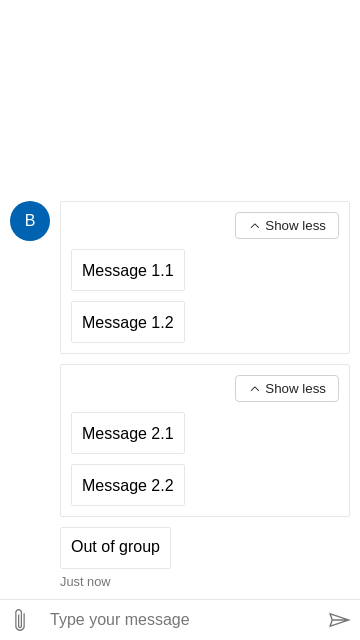 B
Show less
Message 1.1
Message 1.2
Show less
Message 2.1
Message 2.2
Out of group
Just now
Type your message